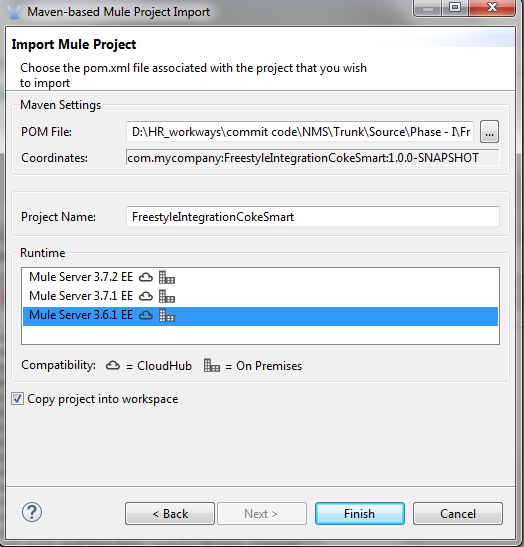 Maven-based Mule Project Import
Import Mule Project
Choose the pom.xml file associated with the project that you wish
to import
Maven Settings
POM File: D:\HR_workways\commit code\NMS\Trunk\Source\Phase - I\Fr ...
Coordinates: com.mycompany:FreestyleIntegrationCokeSmart:1.0.0-SNAPSHOT
Project Name: FreestyleIntegrationCokeSmart
Runtime
Mule Server 3.7.2 EE
Mule Server 3.7.1 EE
Mule Server 3.6.1 EE
Compatibility: = CloudHub = On Premises
Copy project into workspace
? < Back Next > Finish Cancel